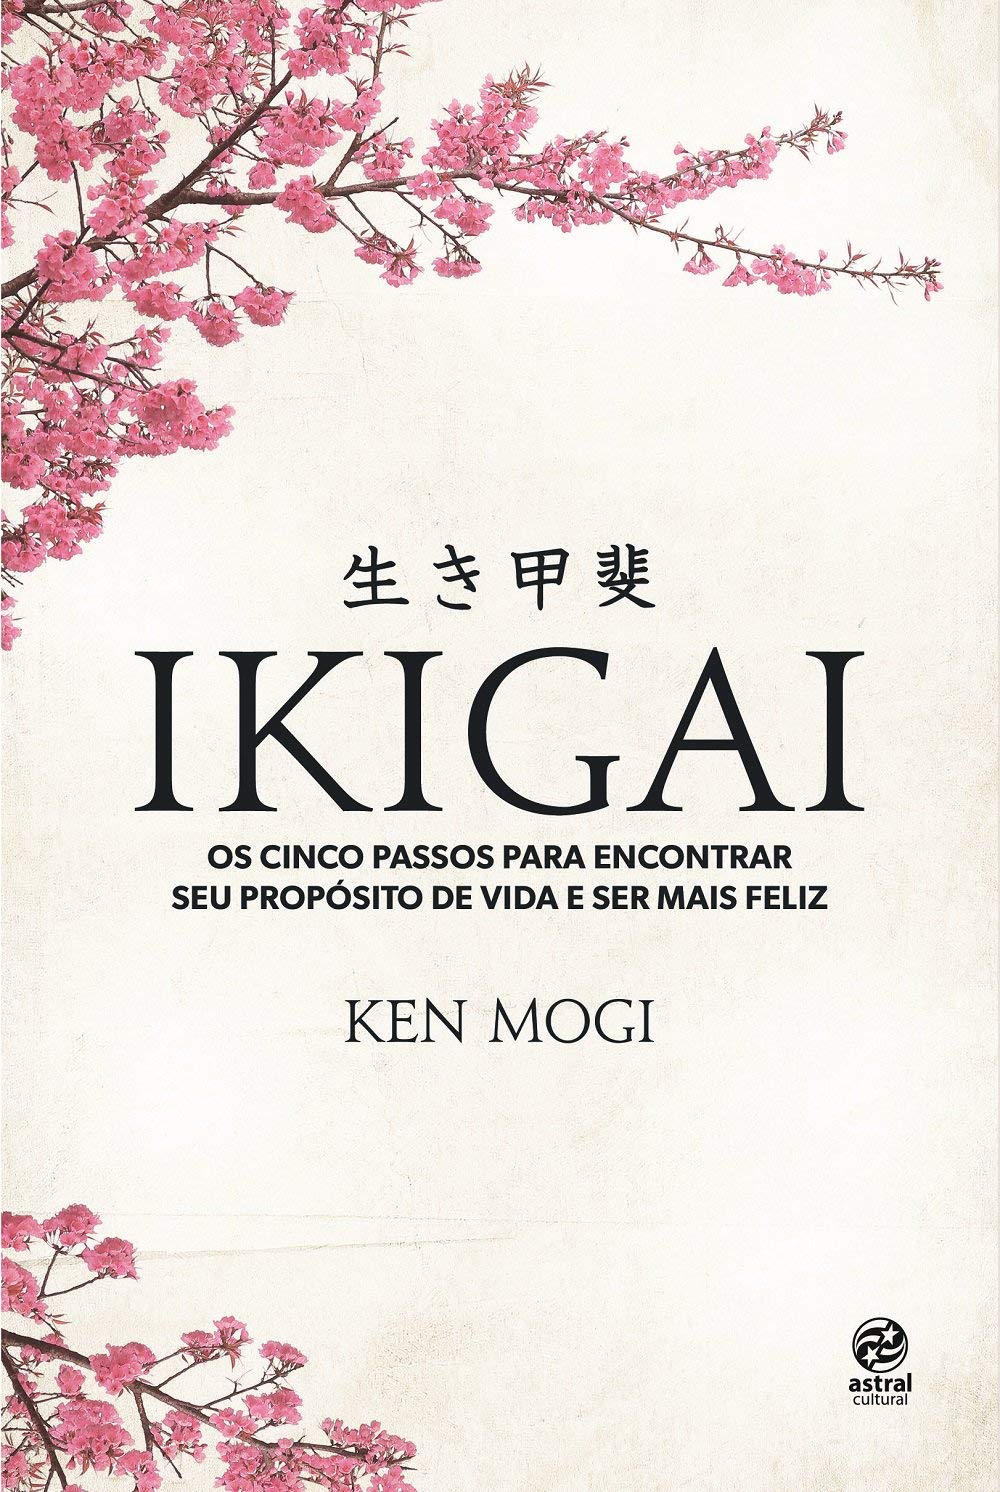 生き甲斐
IKIGAI
OS CINCO PASSOS PARA ENCONTRAR
SEU PROPÓSITO DE VIDA E SER MAIS FELIZ
KEN MOGI
astral
cultural